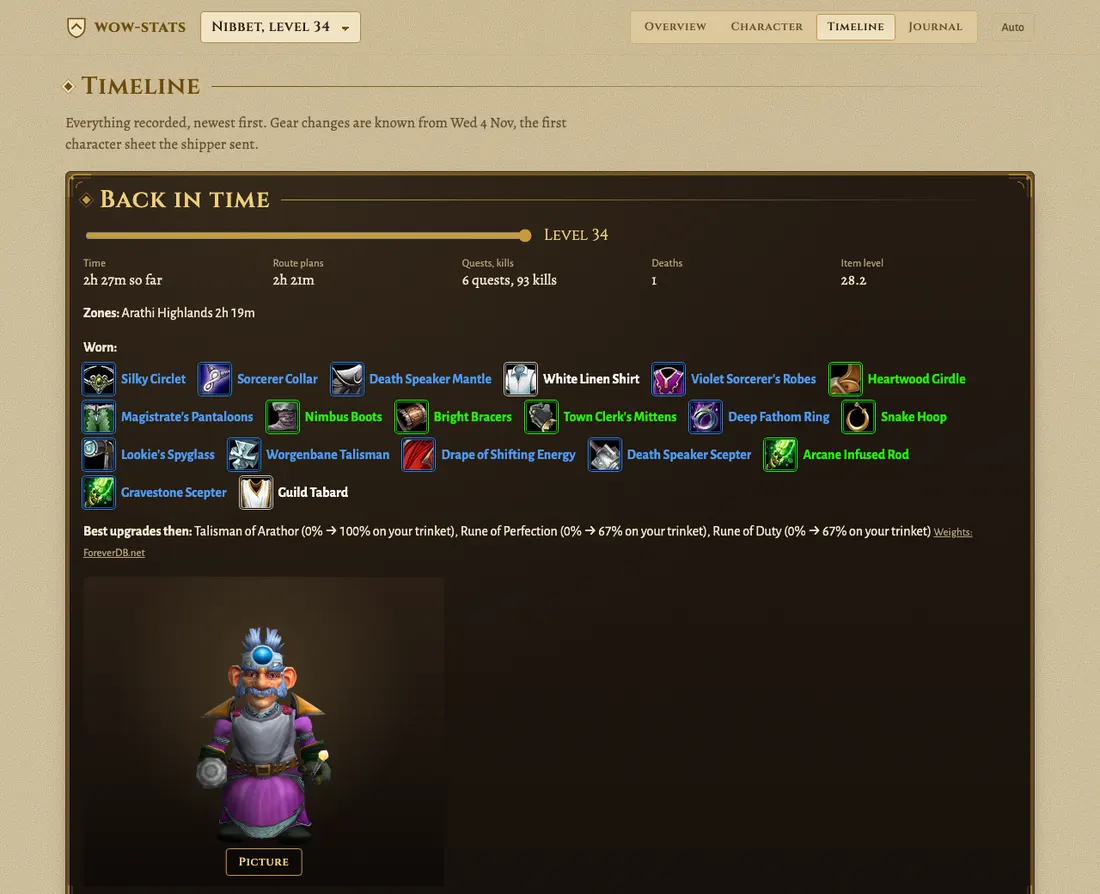 WOW-STATS
NIBBET, LEVEL 34
OVERVIEW CHARACTER TIMELINE JOURNAL Auto
TIMELINE
Everything recorded, newest first. Gear changes are known from Wed 4 Nov, the first
character sheet the shipper sent.
BACK IN TIME
LEVEL 34
Time Route plans Quests, kills Deaths Item level
2h 27m so far 2h 21m 6 quests, 93 kills 1 28.2
Zones: Arathi Highlands 2h 19m
Worn:
Silky Circlet Sorcerer Collar Death Speaker Mantle White Linen Shirt Violet Sorcerer's Robes Heartwood Girdle
Magistrate's Pantaloons Nimbus Boots Bright Bracers Town Clerk's Mittens Deep Fathom Ring Snake Hoop
Lookie's Spyglass Worgenbane Talisman Drape of Shifting Energy Death Speaker Scepter Arcane Infused Rod
Gravestone Scepter Guild Tabard
Best upgrades then: Talisman of Arathor (0% → 100% on your trinket), Rune of Perfection (0% → 67% on your trinket), Rune of Duty (0% → 67% on your trinket) Weights:
ForeverDB.net
PICTURE